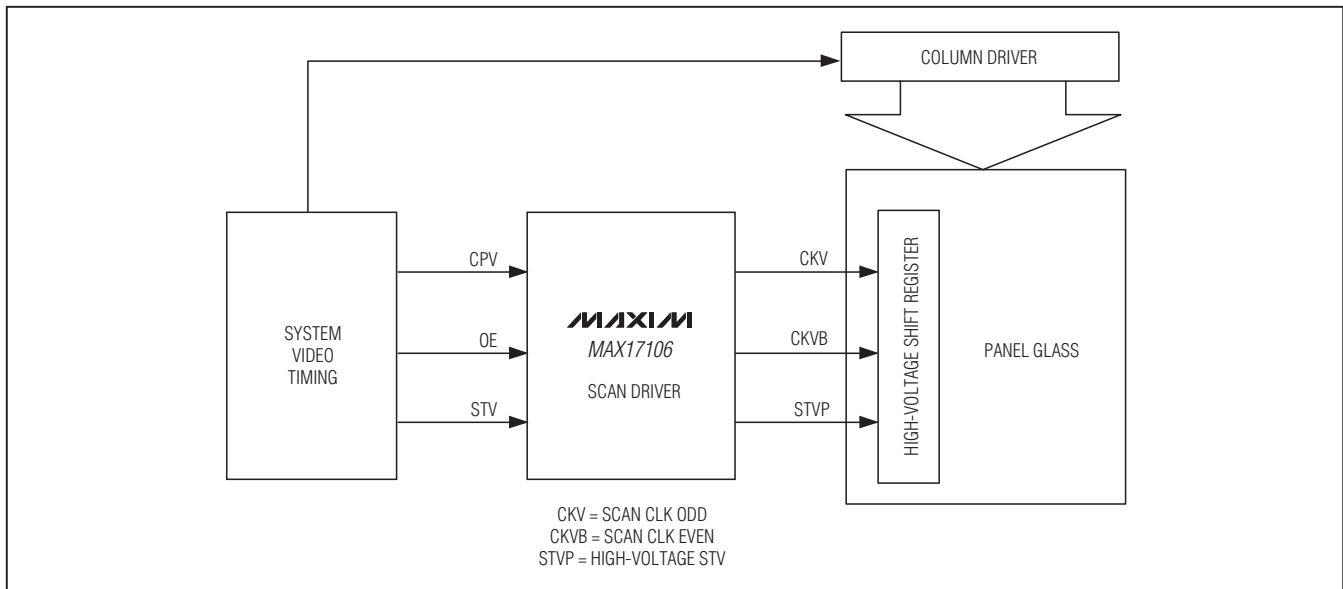 COLUMN DRIVER
SYSTEM
VIDEO
TIMING
CPV
OE
STV
MAXIM
MAX17106
SCAN DRIVER
CKV
CKVB
STVP
HIGH-VOLTAGE SHIFT REGISTER
PANEL GLASS
CKV = SCAN CLK ODD
CKVB = SCAN CLK EVEN
STVP = HIGH-VOLTAGE STV